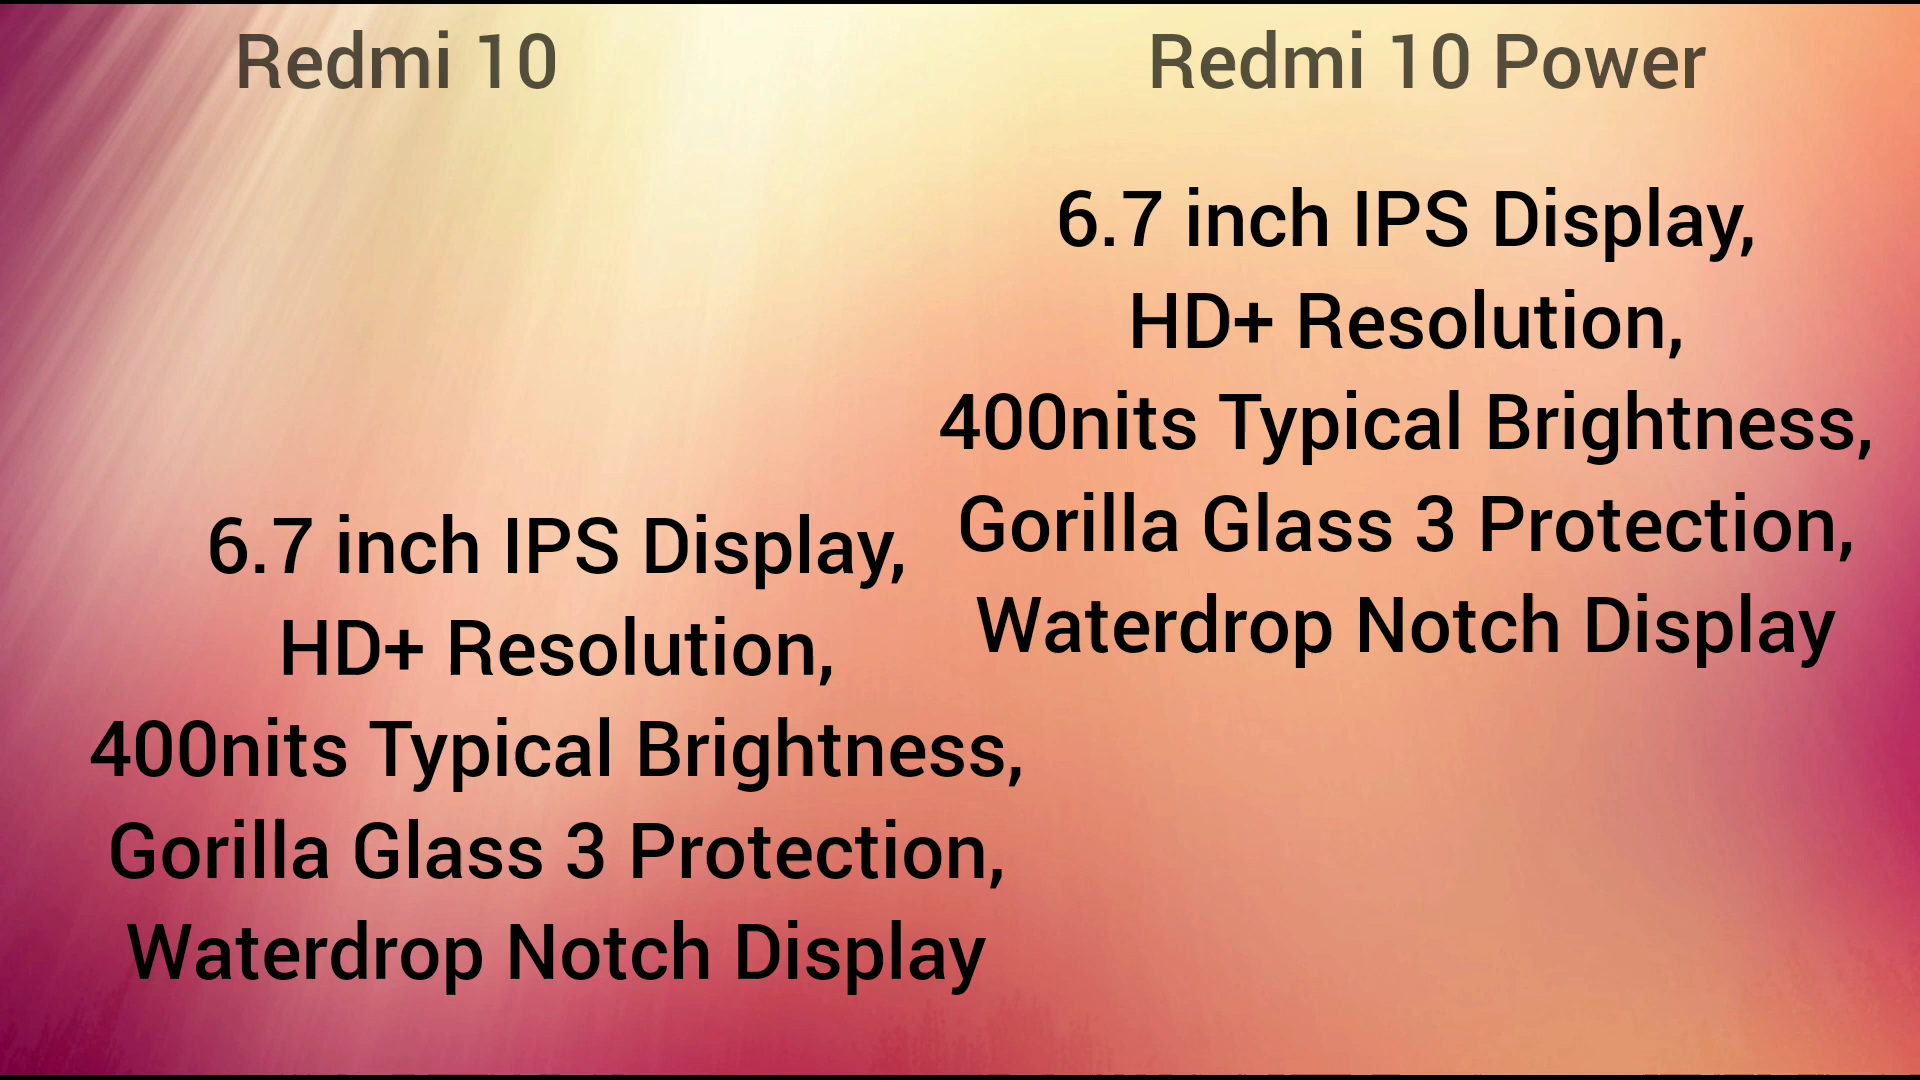 Redmi 10
Redmi 10 Power
6.7 inch IPS Display,
HD+ Resolution,
400nits Typical Brightness,
Gorilla Glass 3 Protection,
Waterdrop Notch Display
6.7 inch IPS Display,
HD+ Resolution,
400nits Typical Brightness,
Gorilla Glass 3 Protection,
Waterdrop Notch Display